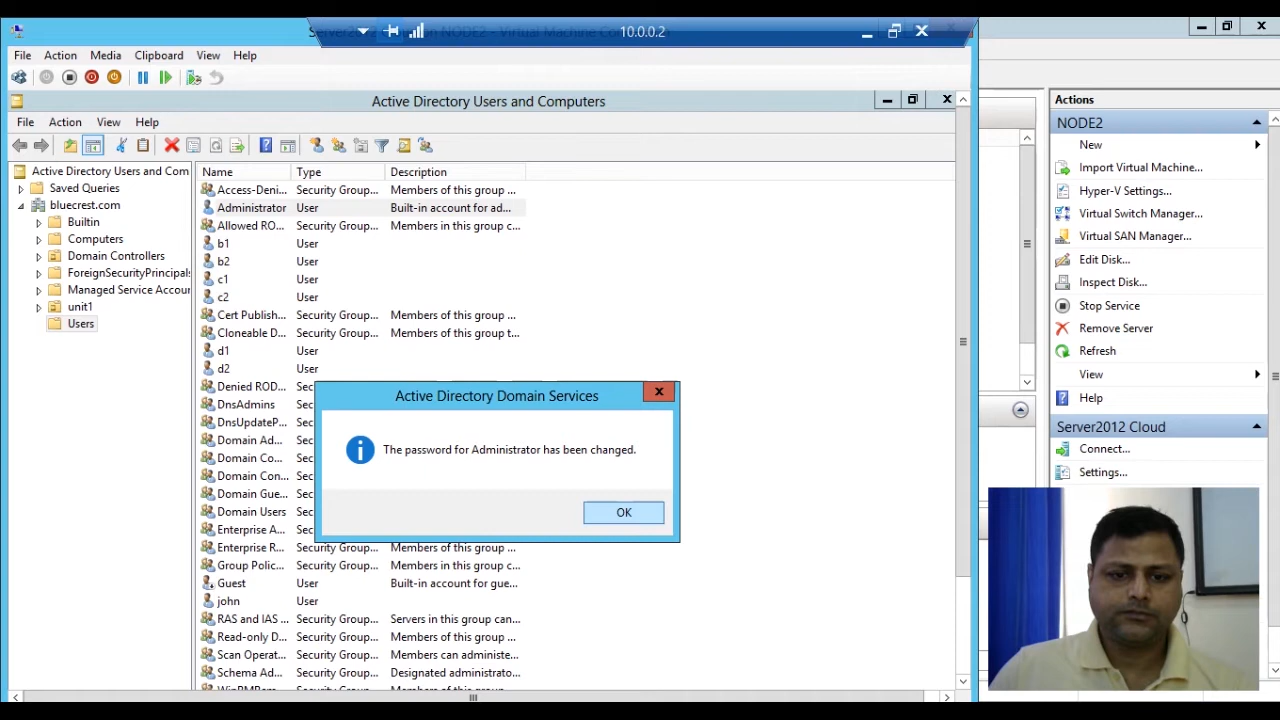 10.0.0.2
File Action Media Clipboard View Help
Active Directory Users and Computers
File Action View Help
Active Directory Users and Com
Saved Queries
bluecrest.com
Builtin
Computers
Domain Controllers
ForeignSecurityPrincipals
Managed Service Accou
unit1
Users
Name Type Description
Access-Deni... Security Group... Members of this group ...
Administrator User Built-in account for ad...
Allowed RO... Security Group... Members in this group c...
b1 User
b2 User
c1 User
c2 User
Cert Publish... Security Group... Members of this group ...
Cloneable D... Security Group... Members of this group t...
d1 User
d2 User
Denied ROD... Sec
DnsAdmins Sec
DnsUpdateP... Sec
Domain Ad... Sec
Domain Co... Sec
Domain Con... Sec
Domain Gue... Sec
Domain Users Sec
Enterprise A... Sec
Enterprise R... Security Group... Members of this group ...
Group Polic... Security Group... Members in this group c...
Guest User Built-in account for gue...
john User
RAS and IAS ... Security Group... Servers in this group can...
Read-only D... Security Group... Members of this group ...
Scan Operat... Security Group... Members can administe...
Schema Ad... Security Group... Designated administrato...
Active Directory Domain Services
The password for Administrator has been changed.
OK
Actions
NODE2
New
Import Virtual Machine...
Hyper-V Settings...
Virtual Switch Manager...
Virtual SAN Manager...
Edit Disk...
Inspect Disk...
Stop Service
Remove Server
Refresh
View
Help
Server2012 Cloud
Connect...
Settings...